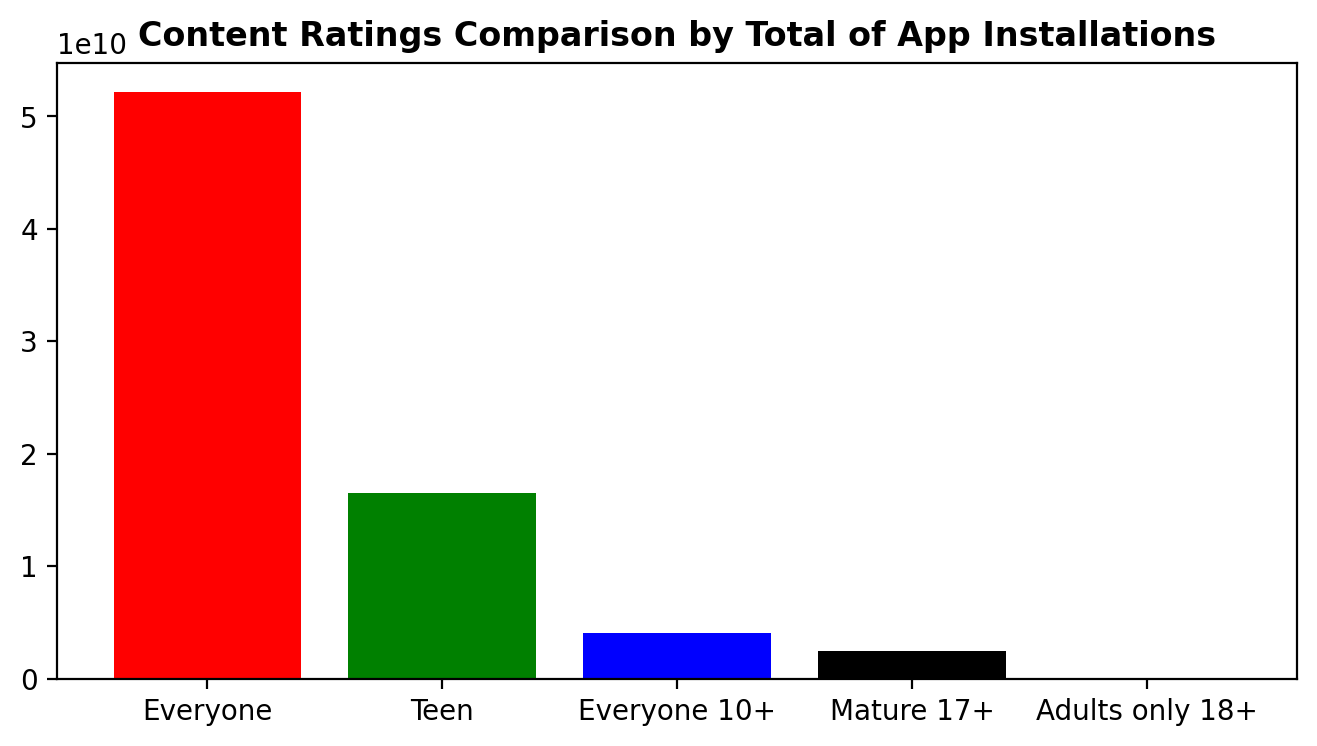 Content Ratings Comparison by Total of App Installations
1e10
5
4
3
2
1
0
Everyone
Teen
Everyone 10+
Mature 17+
Adults only 18+